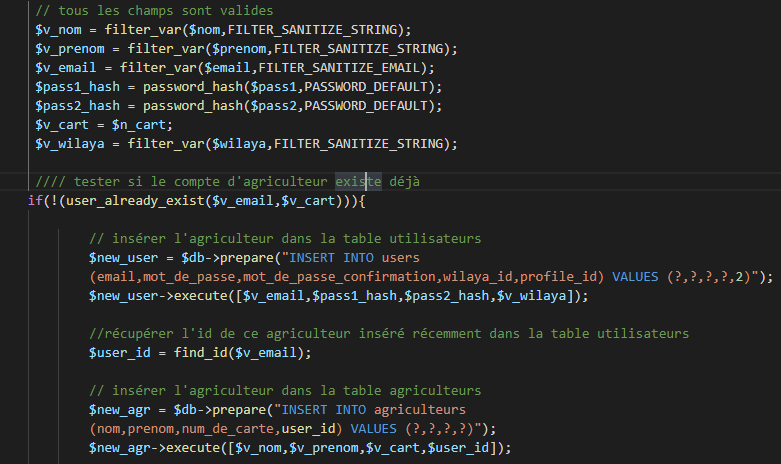 // tous les champs sont valides
$v_nom = filter_var($nom,FILTER_SANITIZE_STRING);
$v_prenom = filter_var($prenom,FILTER_SANITIZE_STRING);
$v_email = filter_var($email,FILTER_SANITIZE_EMAIL);
$pass1_hash = password_hash($pass1,PASSWORD_DEFAULT);
$pass2_hash = password_hash($pass2,PASSWORD_DEFAULT);
$v_cart = $n_cart;
$v_wilaya = filter_var($wilaya,FILTER_SANITIZE_STRING);
//// tester si le compte d'agriculteur existe déjà
if(!(user_already_exist($v_email,$v_cart))){
// insérer l'agriculteur dans la table utilisateurs
$new_user = $db->prepare("INSERT INTO users
(email,mot_de_passe,mot_de_passe_confirmation,wilaya_id,profile_id) VALUES (?,?,?,?,2)");
$new_user->execute([$v_email,$pass1_hash,$pass2_hash,$v_wilaya]);
//récupérer l'id de ce agriculteur inséré récemment dans la table utilisateurs
$user_id = find_id($v_email);
// insérer l'agriculteur dans la table agriculteurs
$new_agr = $db->prepare("INSERT INTO agriculteurs
(nom,prenom,num_de_carte,user_id) VALUES (?,?,?,?)");
$new_agr->execute([$v_nom,$v_prenom,$v_cart,$user_id]);